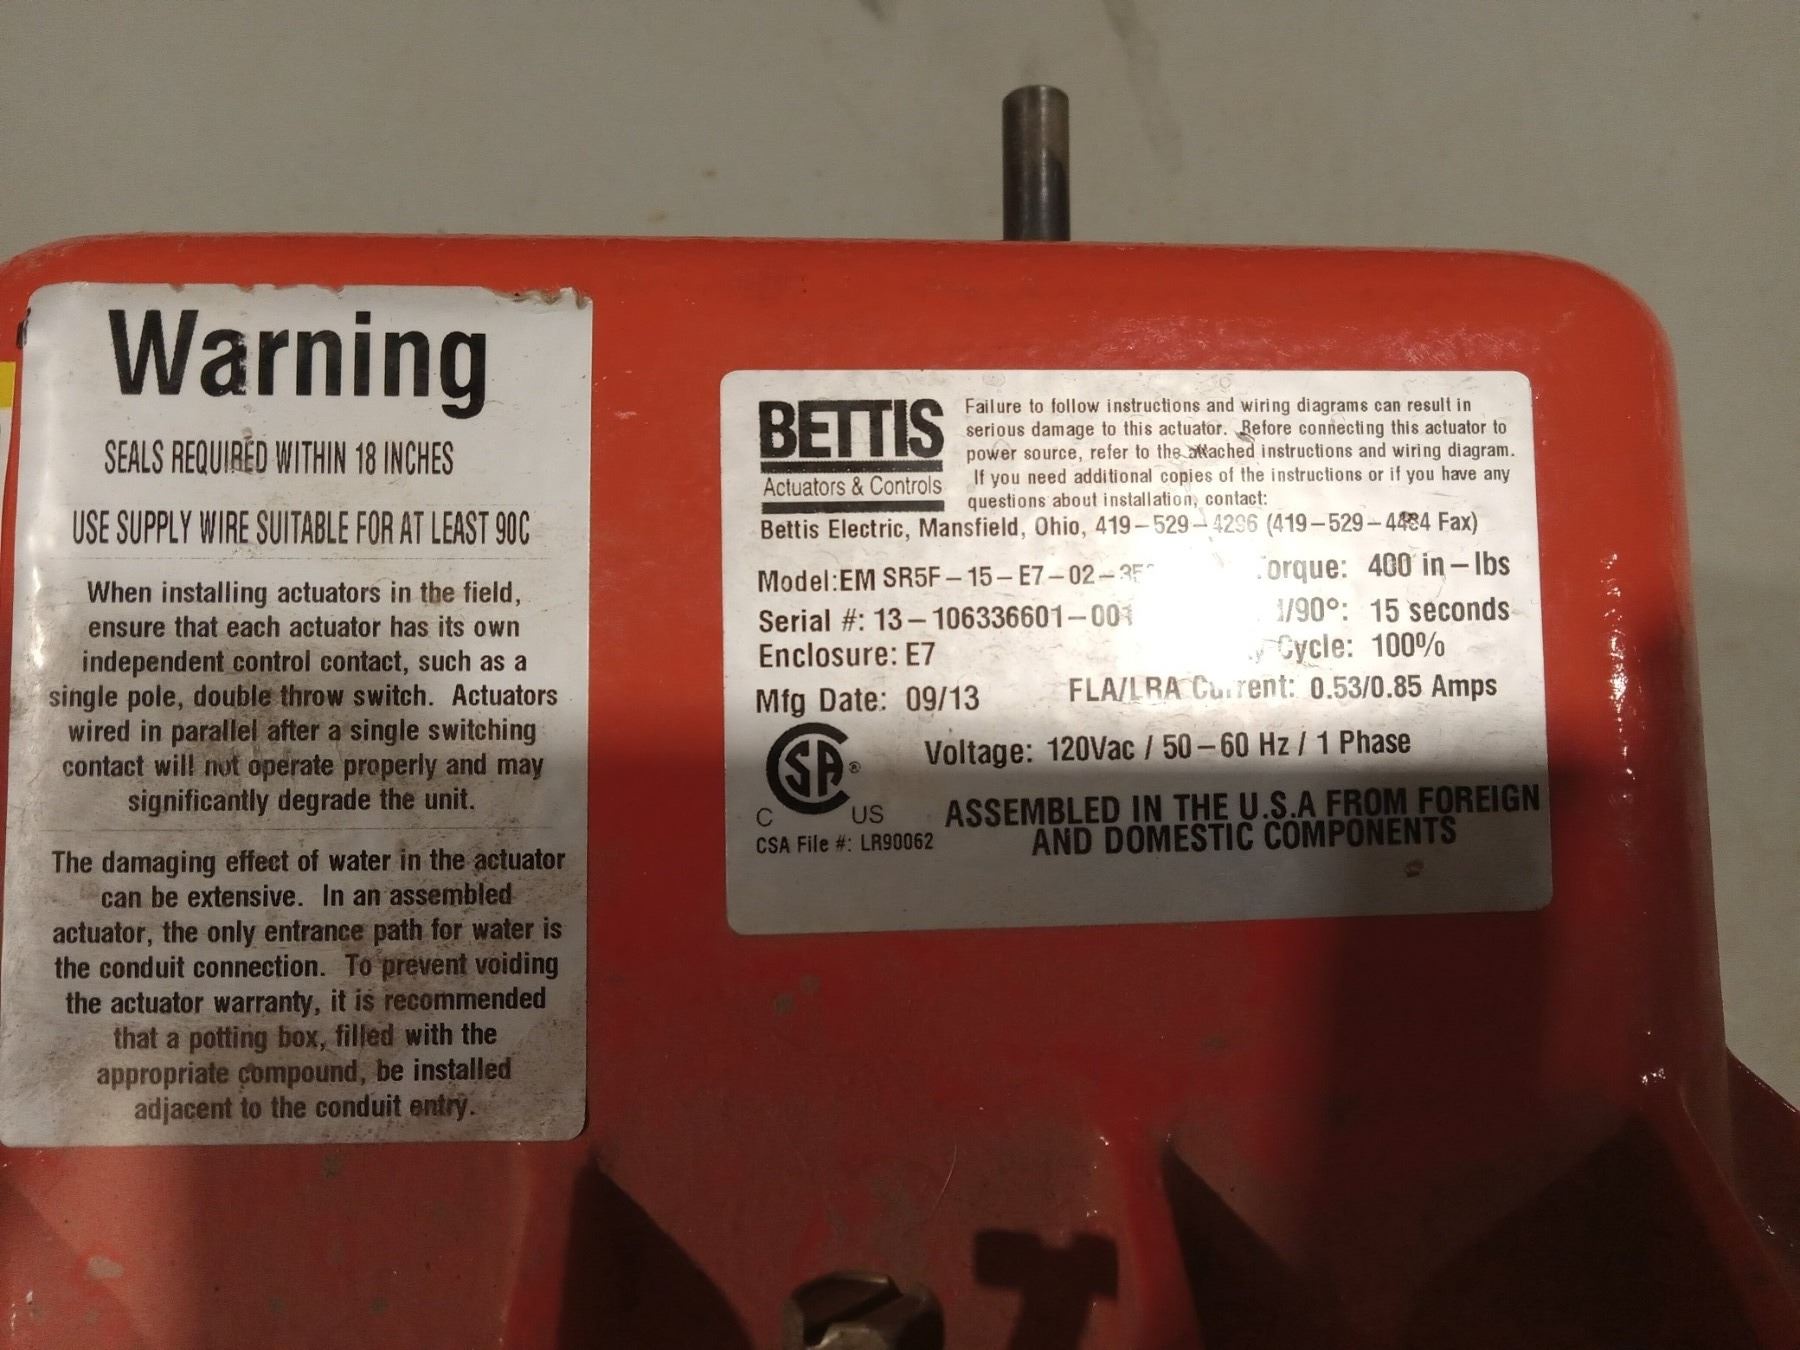 Warning
SEALS REQUIRED WITHIN 18 INCHES
USE SUPPLY WIRE SUITABLE FOR AT LEAST 90C
When installing actuators in the field,
ensure that each actuator has its own
independent control contact, such as a
single pole, double throw switch. Actuators
wired in parallel after a single switching
contact will not operate properly and may
significantly degrade the unit.
The damaging effect of water in the actuator
can be extensive. In an assembled
actuator, the only entrance path for water is
the conduit connection. To prevent voiding
the actuator warranty, it is recommended
that a potting box, filled with the
appropriate compound, be installed
adjacent to the conduit entry.
BETTIS
Actuators & Controls
Failure to follow instructions and wiring diagrams can result in
serious damage to this actuator. Before connecting this actuator to
power source, refer to the attached instructions and wiring diagram.
If you need additional copies of the instructions or if you have any
questions about installation, contact:
Bettis Electric, Mansfield, Ohio, 419-529-4296 (419-529-4484 Fax)
Model:EM SR5F-15-E7-02- orque: 400 in-lbs
Serial #: 13-106336601-001 /90°: 15 seconds
Enclosure: E7 Cycle: 100%
Mfg Date: 09/13 FLA/LRA Current: 0.53/0.85 Amps
Voltage: 120Vac / 50-60 Hz / 1 Phase
CSA ®
C US
CSA File #: LR90062
ASSEMBLED IN THE U.S.A FROM FOREIGN
AND DOMESTIC COMPONENTS